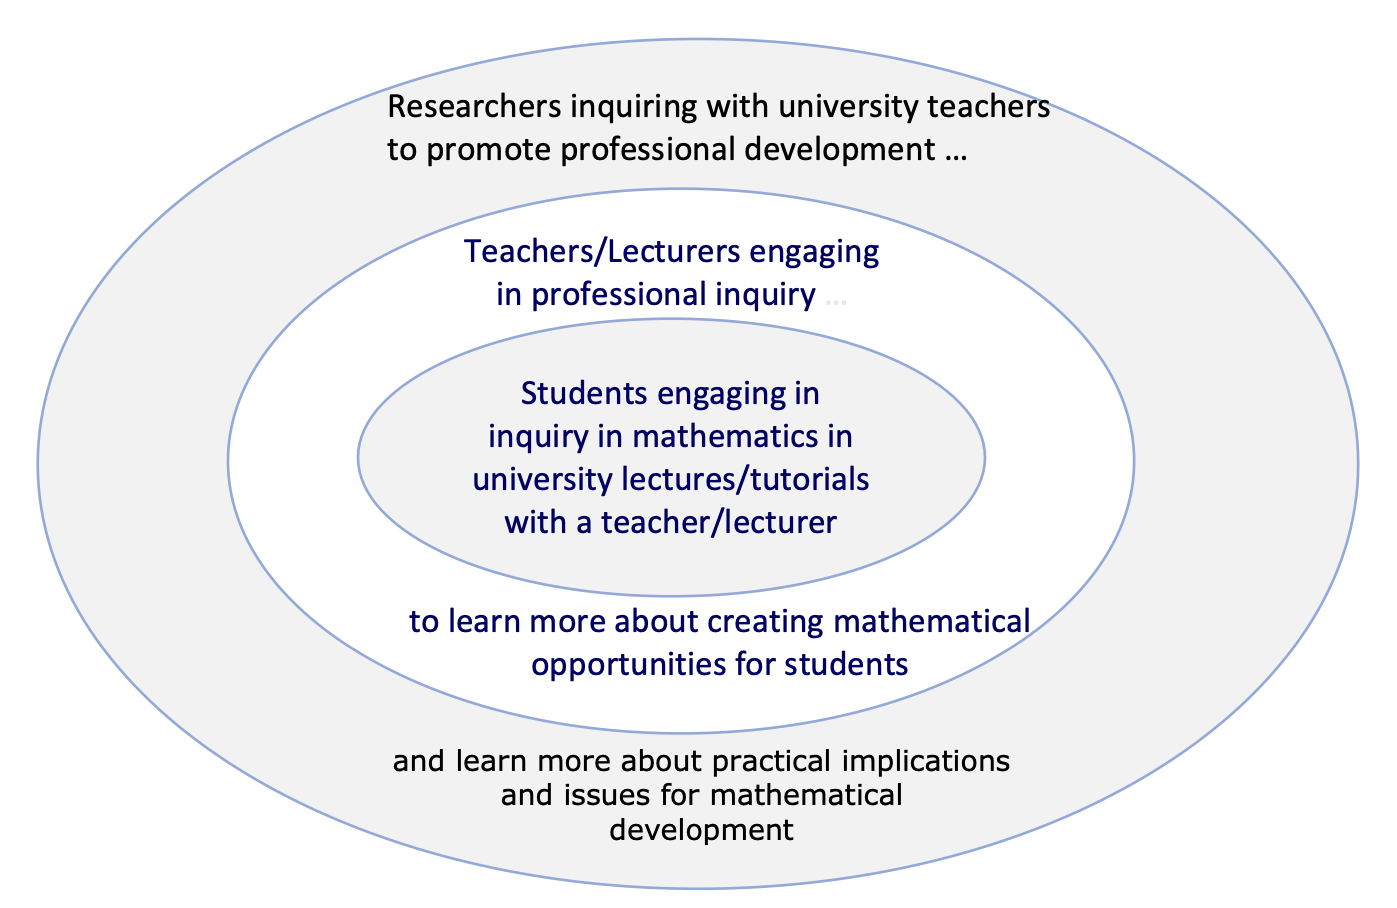 Researchers inquiring with university teachers
to promote professional development ...
Teachers/Lecturers engaging
in professional inquiry ...
Students engaging in
inquiry in mathematics in
university lectures/tutorials
with a teacher/lecturer
to learn more about creating mathematical
opportunities for students
and learn more about practical implications
and issues for mathematical
development